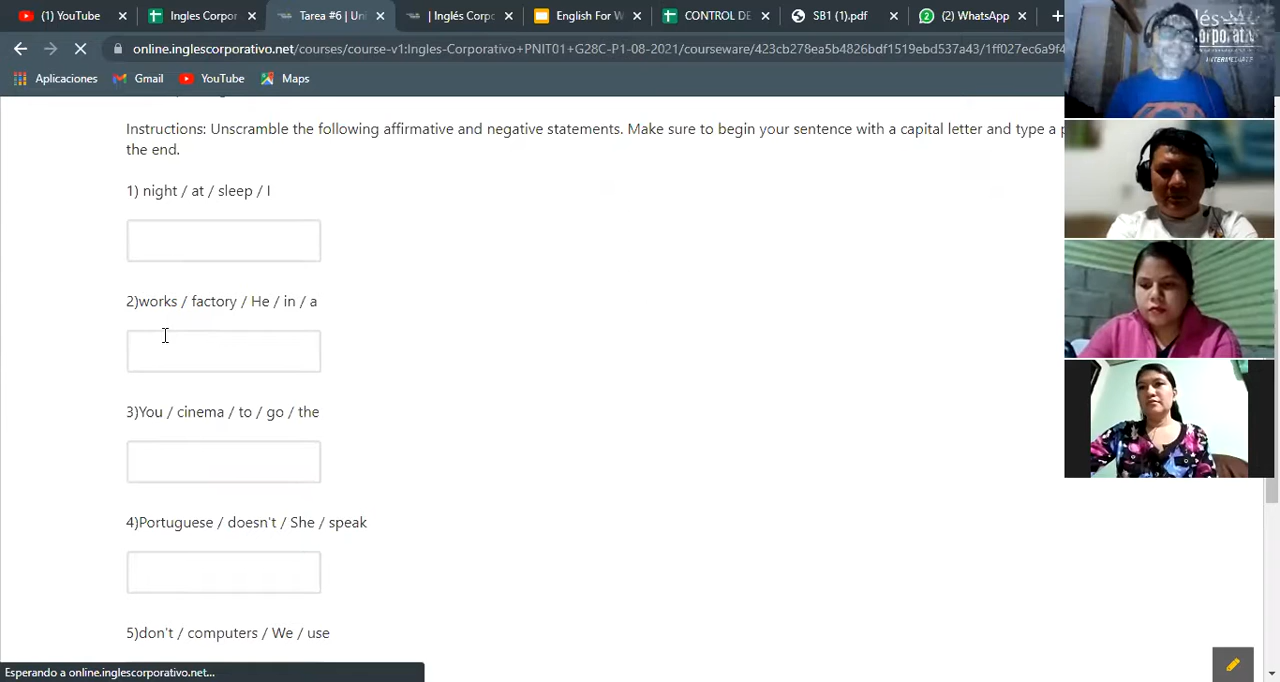 (1) YouTube
Ingles Corpor
Tarea #6 | Uni
| Inglés Corpo
English For W
CONTROL DE
SB1 (1).pdf
(2) WhatsApp
online.inglescorporativo.net/courses/course-v1:Ingles-Corporativo+PNIT01+G28C-P1-08-2021/courseware/423cb278ea5b4826bdf1519ebd537a43/1ff027ec6a9f4
Aplicaciones
Gmail
YouTube
Maps
Instructions: Unscramble the following affirmative and negative statements. Make sure to begin your sentence with a capital letter and type a p
the end.
1) night / at / sleep / I
2)works / factory / He / in / a
3)You / cinema / to / go / the
4)Portuguese / doesn't / She / speak
5)don't / computers / We / use
Esperando a online.inglescorporativo.net...
INTERMEDIATE